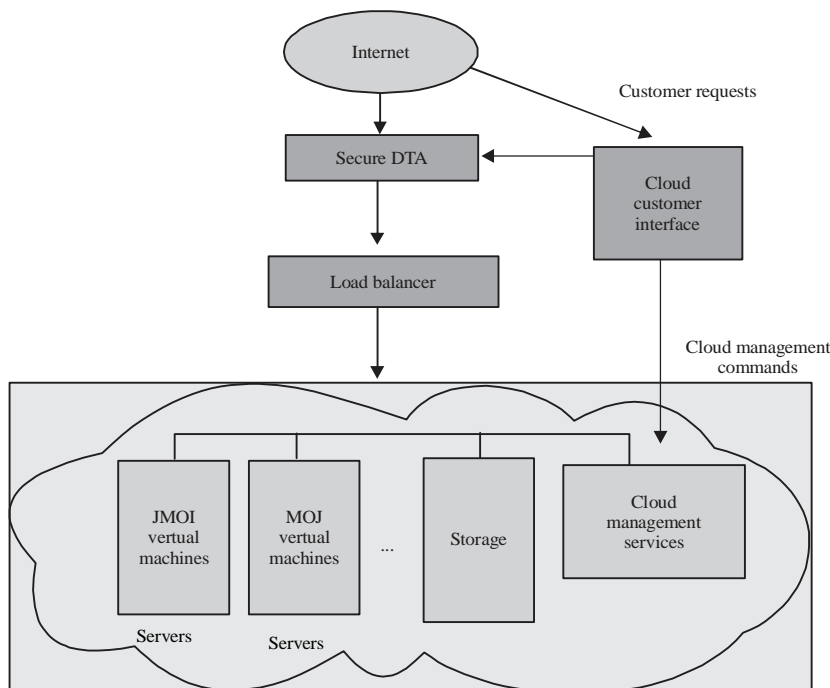 Internet
Customer requests
Secure DTA
Cloud
customer
interface
Load balancer
Cloud management
commands
JMOI
vertual
machines
MOJ
vertual
machines
...
Storage
Cloud
management
services
Servers
Servers